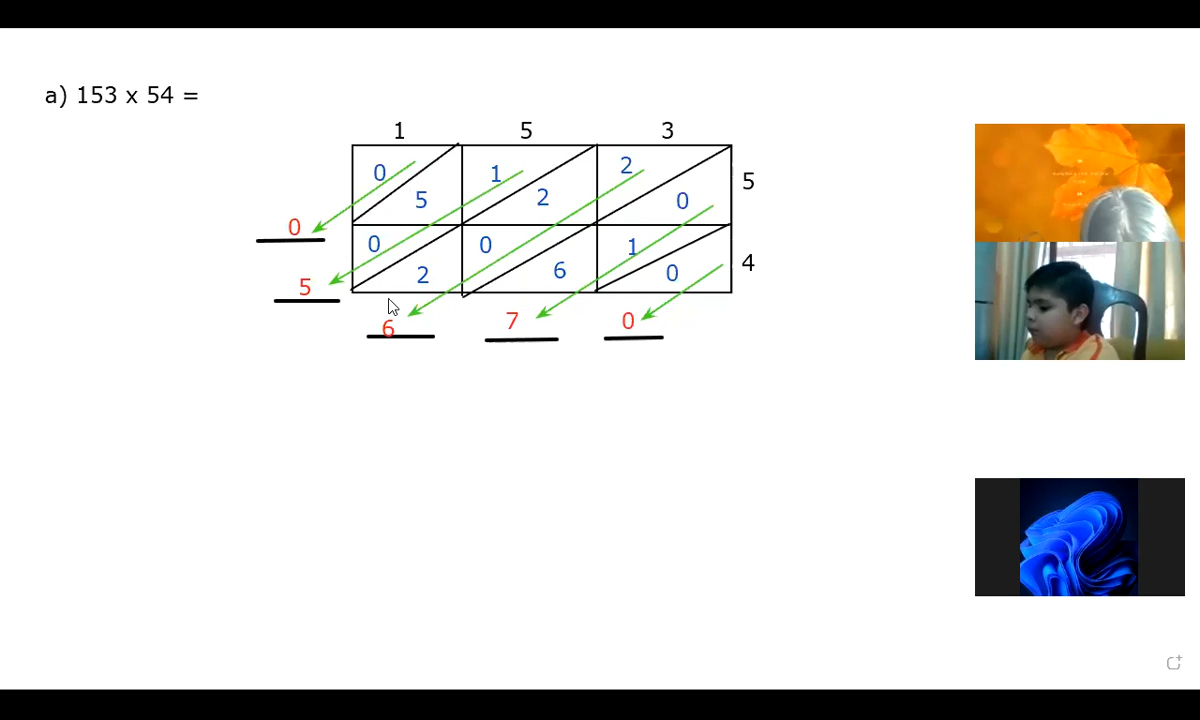 a) 153 x 54 =
1 5 3
0 1 2
5 2 0
5
0
0 0 1
2 6 0
4
5
6 7 0